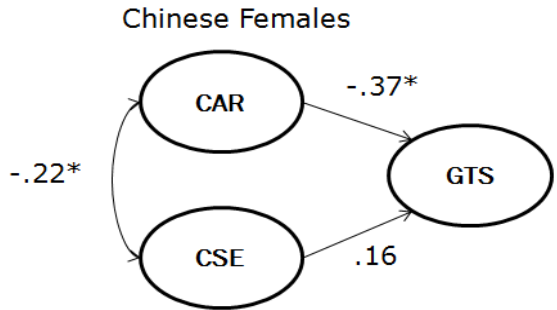 Chinese Females
CAR
-.37*
-.22*
GTS
CSE
.16